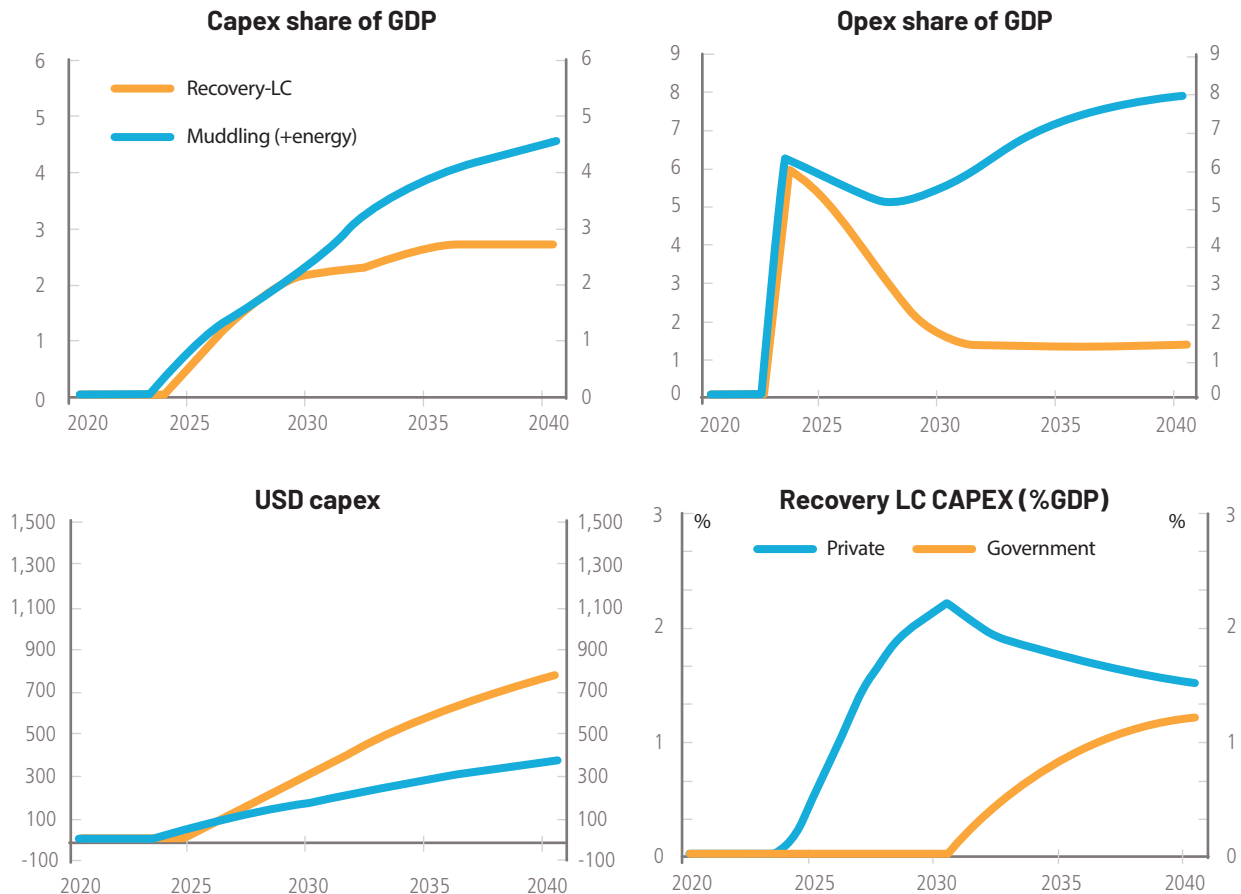 Capex share of GDP
6 6
5 5
4 4
3 3
2 2
1 1
0 0
Recovery-LC
Muddling (+energy)
2020 2025 2030 2035 2040
Opex share of GDP
9 9
8 8
7 7
6 6
5 5
4 4
3 3
2 2
1 1
0 0
2020 2025 2030 2035 2040
USD capex
1,500 1,500
1,300 1,300
1,100 1,100
900 900
700 700
500 500
300 300
100 100
-100 -100
2020 2025 2030 2035 2040
Recovery LC CAPEX (%GDP)
3 % % 3
Private Government
2 2
1 1
0 0
2020 2025 2030 2035 2040